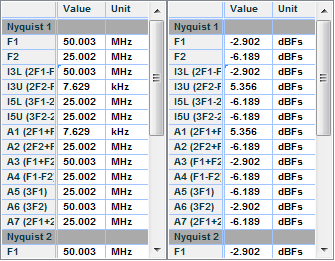 Value Unit
Nyquist 1
F1 50.003 MHz
F2 25.002 MHz
I3L (2F1-F 50.003 MHz
I3U (2F2-F 7.629 kHz
I5L (3F1-2 25.002 MHz
I5U (3F2-2 25.002 MHz
A1 (2F1+F 7.629 kHz
A2 (2F2+F 25.002 MHz
A3 (F1+F2 50.003 MHz
A4 (F1-F2) 25.002 MHz
A5 (3F1) 25.002 MHz
A6 (3F2) 50.003 MHz
A7 (2F1+2 25.002 MHz
Nyquist 2
F1 50.003 MHz
Value Unit
Nyquist 1
F1 -2.902 dBFs
F2 -6.189 dBFs
I3L (2F1-F -2.902 dBFs
I3U (2F2-F 5.356 dBFs
I5L (3F1-2 -6.189 dBFs
I5U (3F2-2 -6.189 dBFs
A1 (2F1+F 5.356 dBFs
A2 (2F2+F -6.189 dBFs
A3 (F1+F2 -2.902 dBFs
A4 (F1-F2) -6.189 dBFs
A5 (3F1) -6.189 dBFs
A6 (3F2) -2.902 dBFs
A7 (2F1+2 -6.189 dBFs
Nyquist 2
F1 -2.902 dBFs